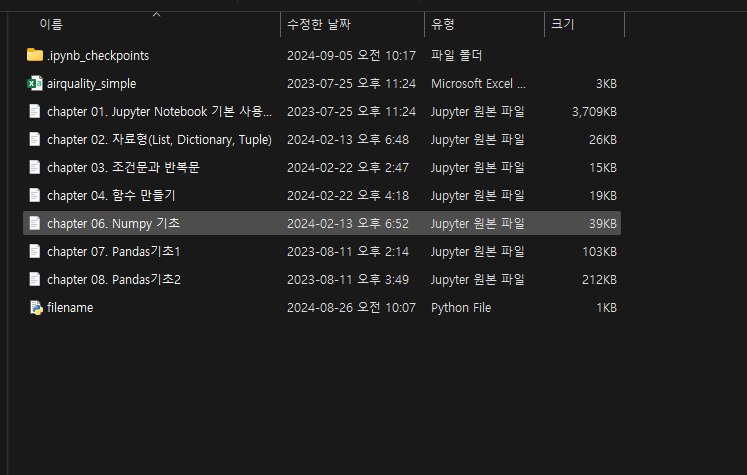 이름 수정한 날짜 유형 크기
.ipynb_checkpoints 2024-09-05 오전 10:17 파일 폴더
airquality_simple 2023-07-25 오후 11:24 Microsoft Excel ... 3KB
chapter 01. Jupyter Notebook 기본 사용... 2023-07-25 오후 11:24 Jupyter 원본 파일 3,709KB
chapter 02. 자료형(List, Dictionary, Tuple) 2024-02-13 오후 6:48 Jupyter 원본 파일 26KB
chapter 03. 조건문과 반복문 2024-02-22 오후 2:47 Jupyter 원본 파일 15KB
chapter 04. 함수 만들기 2024-02-22 오후 4:18 Jupyter 원본 파일 19KB
chapter 06. Numpy 기초 2024-02-13 오후 6:52 Jupyter 원본 파일 39KB
chapter 07. Pandas기초1 2023-08-11 오후 2:14 Jupyter 원본 파일 103KB
chapter 08. Pandas기초2 2023-08-11 오후 3:49 Jupyter 원본 파일 212KB
filename 2024-08-26 오전 10:07 Python File 1KB